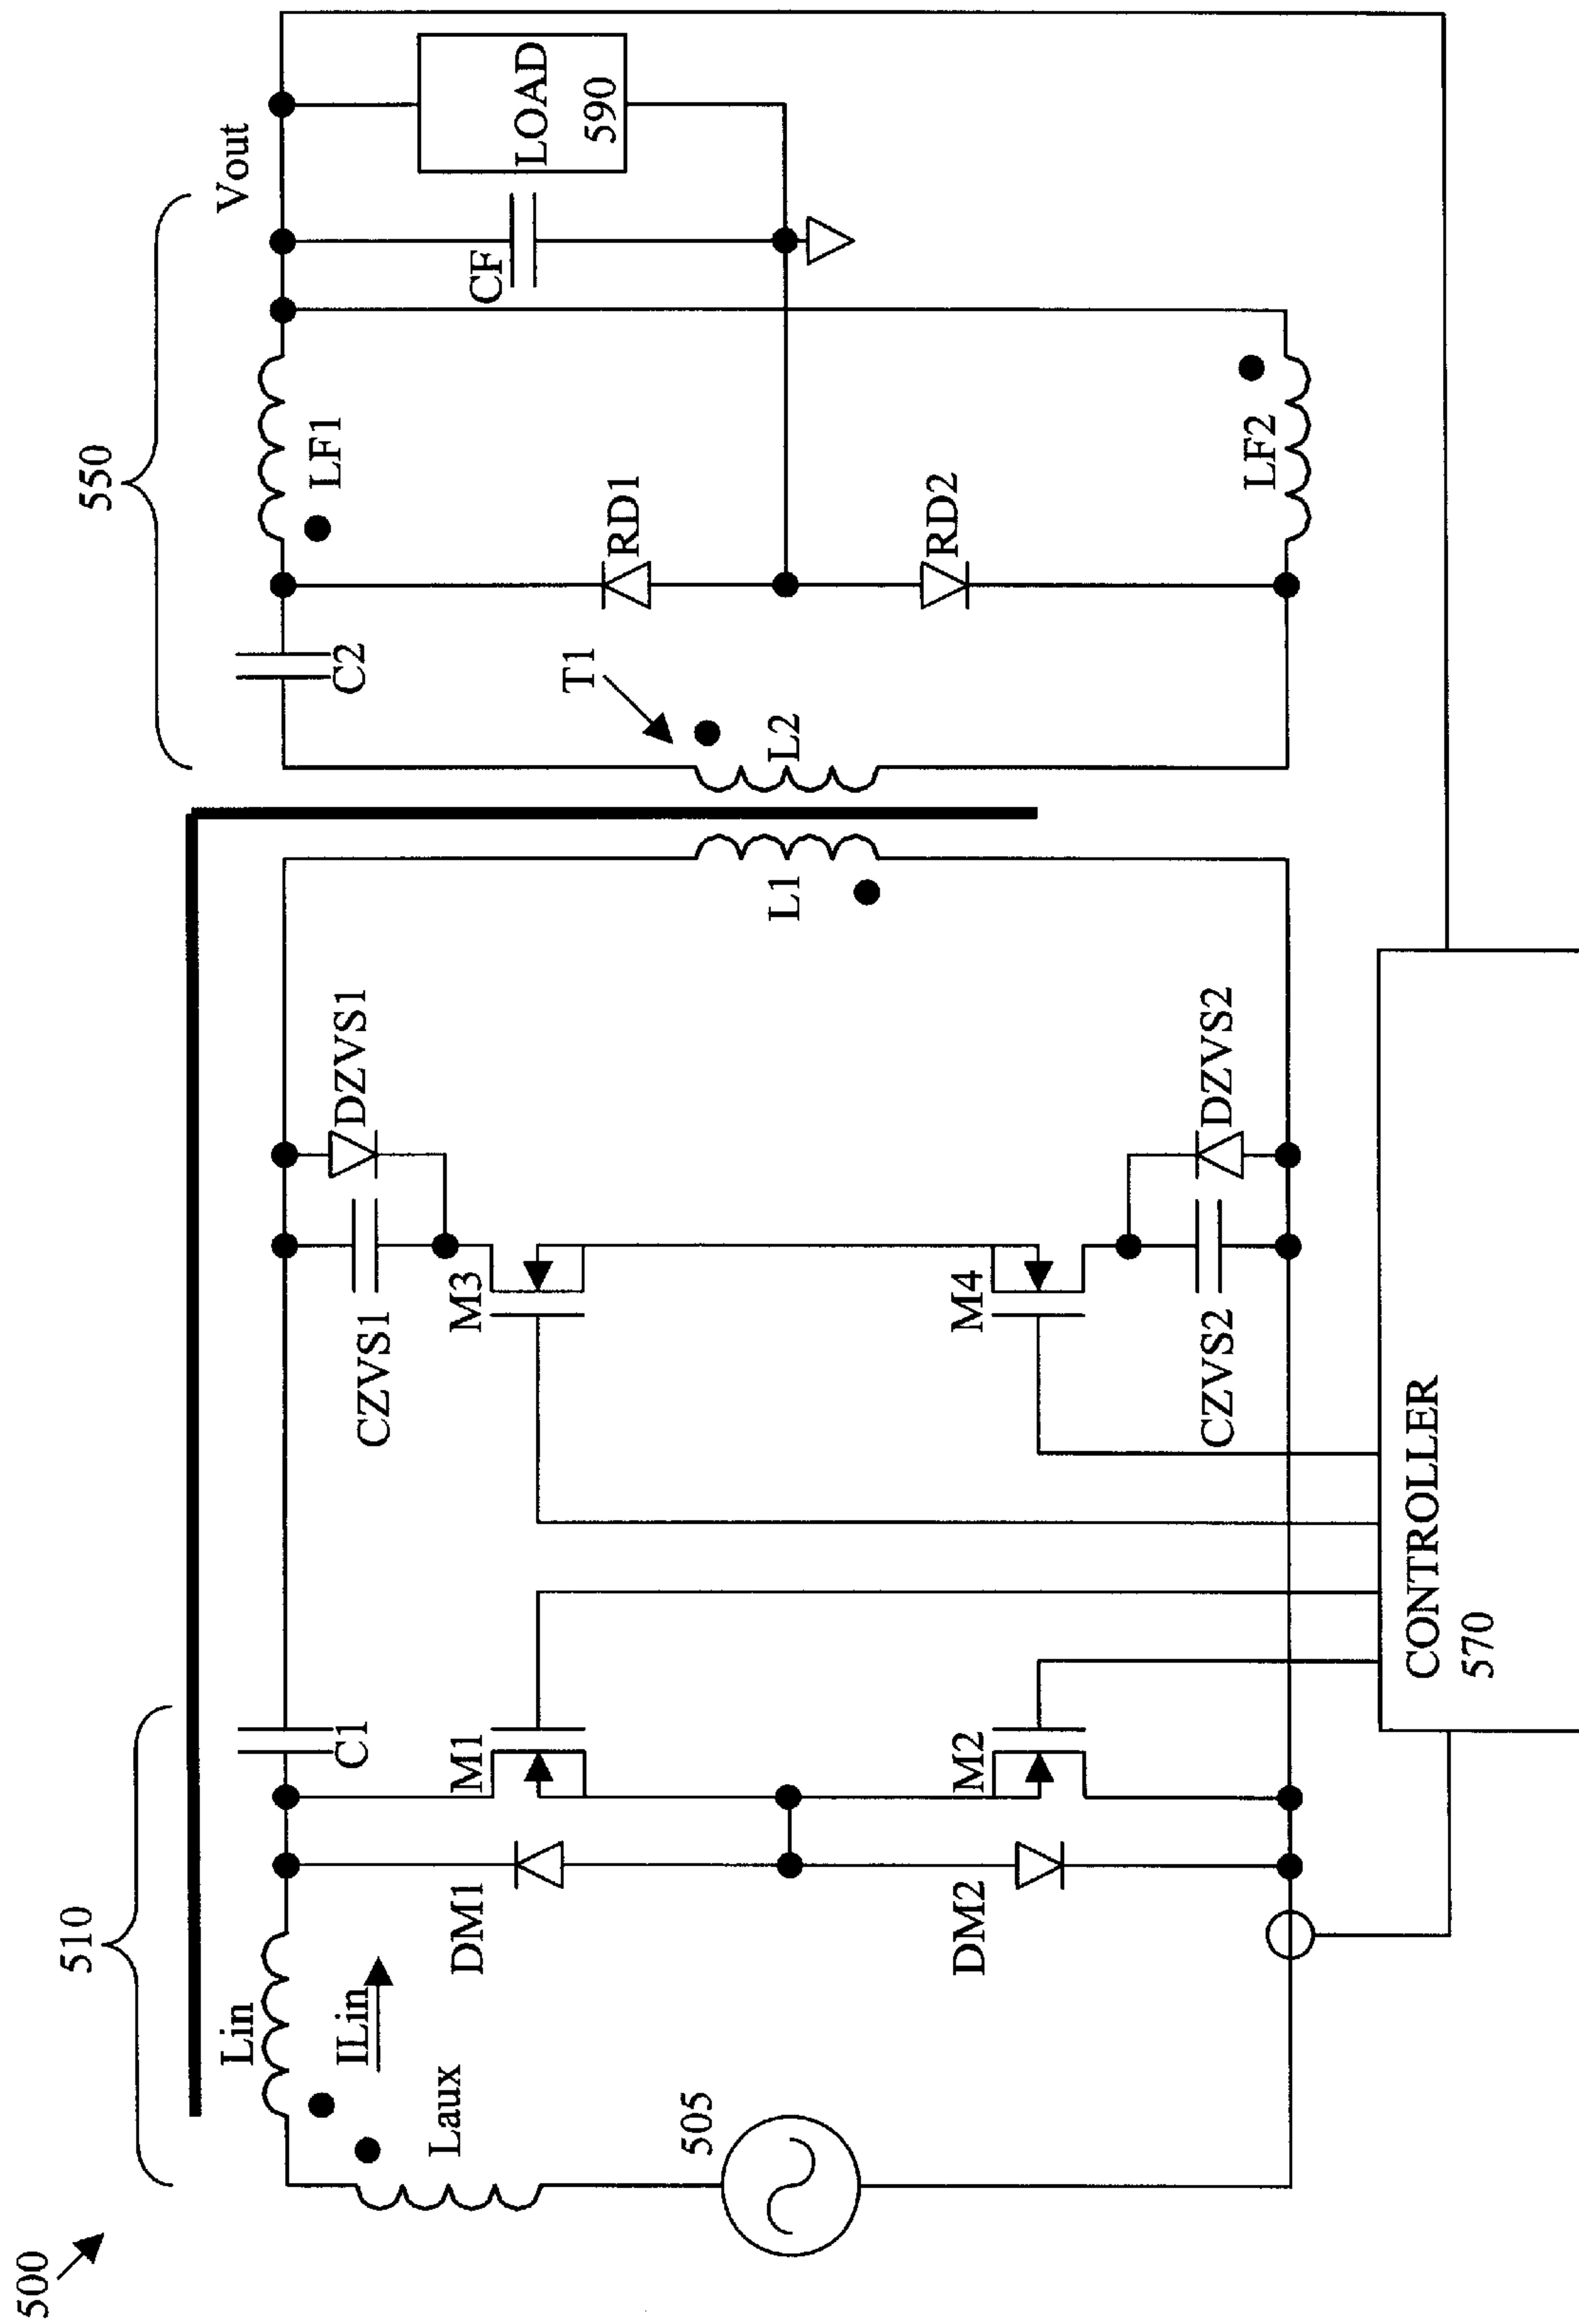 500
510
550
Lin
ILin
Laux
505
DM1
DM2
M1
M2
C1
CZVS1
DZVS1
M3
M4
CZVS2
DZVS2
L1
L2
T1
C2
RD1
RD2
LF1
LF2
CF
Vout
LOAD
590
CONTROLLER
570